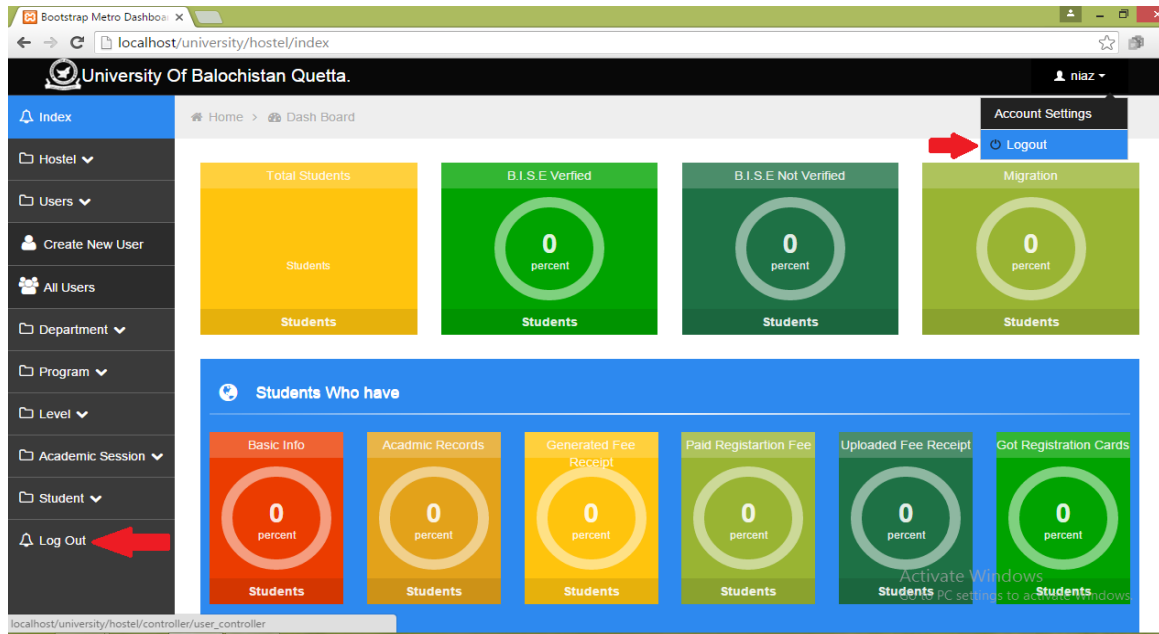 Bootstrap Metro Dashboa
localhost/university/hostel/index
University Of Balochistan Quetta.
niaz
Index
Home > Dash Board
Account Settings
Logout
Hostel
Users
Create New User
All Users
Department
Program
Level
Academic Session
Student
Log Out
Total Students
Students
Students
B.I.S.E Verfied
0
percent
Students
B.I.S.E Not Verified
0
percent
Students
Migration
0
percent
Students
Students Who have
Basic Info
0
percent
Students
Acadmic Records
0
percent
Students
Generated Fee
Receipt
0
percent
Students
Paid Registartion Fee
0
percent
Students
Uploaded Fee Receipt
0
percent
Students
Got Registration Cards
0
percent
Students
Activate Windows
Go to PC settings to activate Windows.
localhost/university/hostel/controller/user_controller